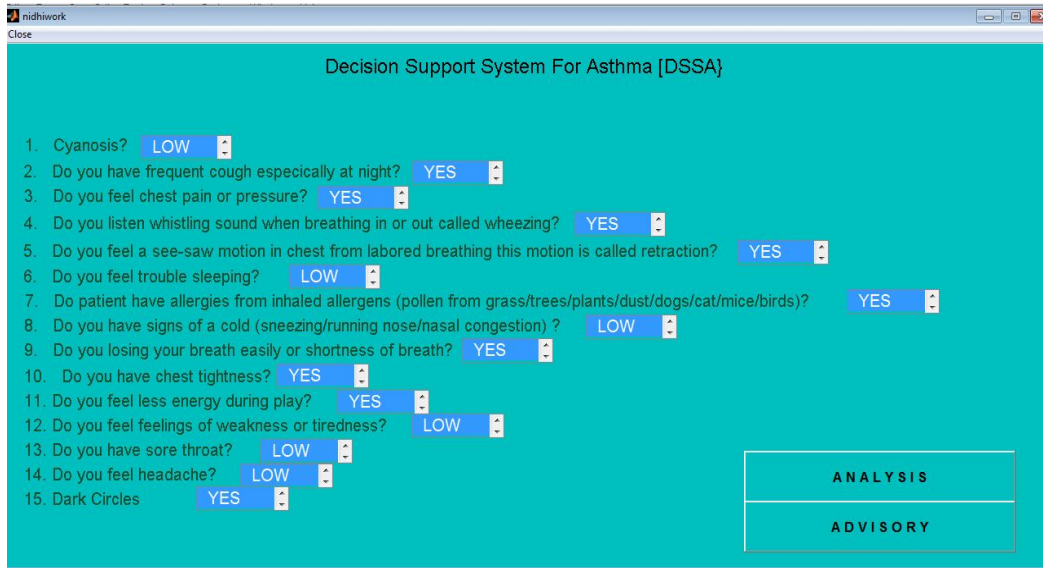 nidhiwork
Close
Decision Support System For Asthma [DSSA}
1. Cyanosis? LOW
2. Do you have frequent cough especically at night? YES
3. Do you feel chest pain or pressure? YES
4. Do you listen whistling sound when breathing in or out called wheezing? YES
5. Do you feel a see-saw motion in chest from labored breathing this motion is called retraction? YES
6. Do you feel trouble sleeping? LOW
7. Do patient have allergies from inhaled allergens (pollen from grass/trees/plants/dust/dogs/cat/mice/birds)? YES
8. Do you have signs of a cold (sneezing/running nose/nasal congestion) ? LOW
9. Do you losing your breath easily or shortness of breath? YES
10. Do you have chest tightness? YES
11. Do you feel less energy during play? YES
12. Do you feel feelings of weakness or tiredness? LOW
13. Do you have sore throat? LOW
14. Do you feel headache? LOW
15. Dark Circles YES
ANALYSIS
ADVISORY